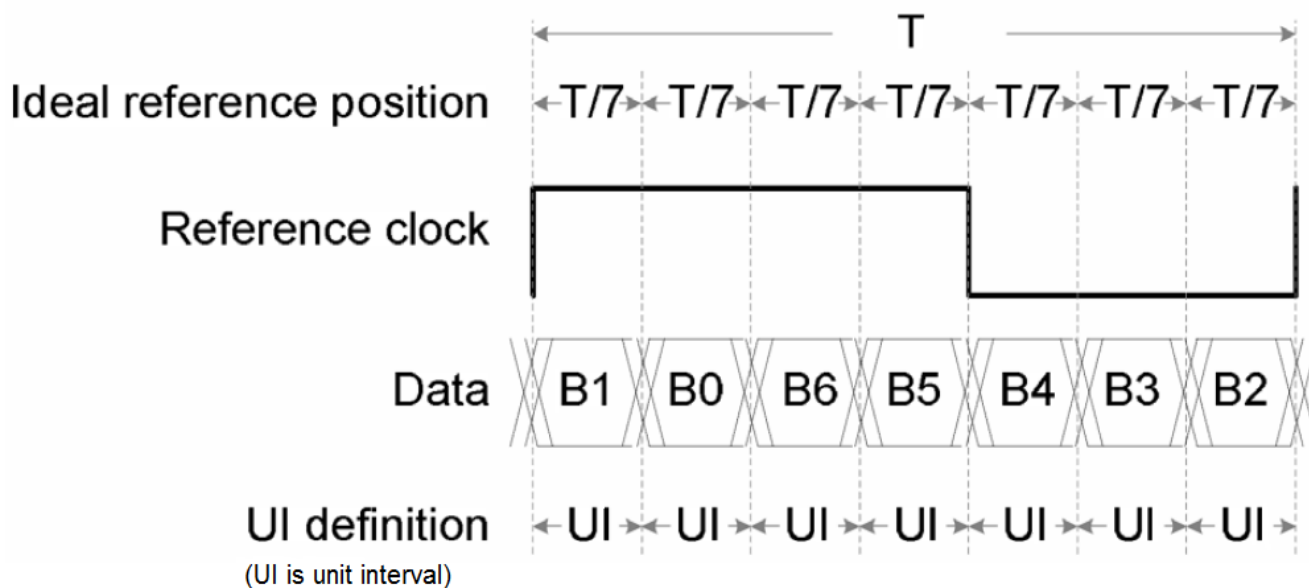 T
Ideal reference position T/7 T/7 T/7 T/7 T/7 T/7 T/7
Reference clock
Data B1 B0 B6 B5 B4 B3 B2
UI definition UI UI UI UI UI UI UI
(UI is unit interval)